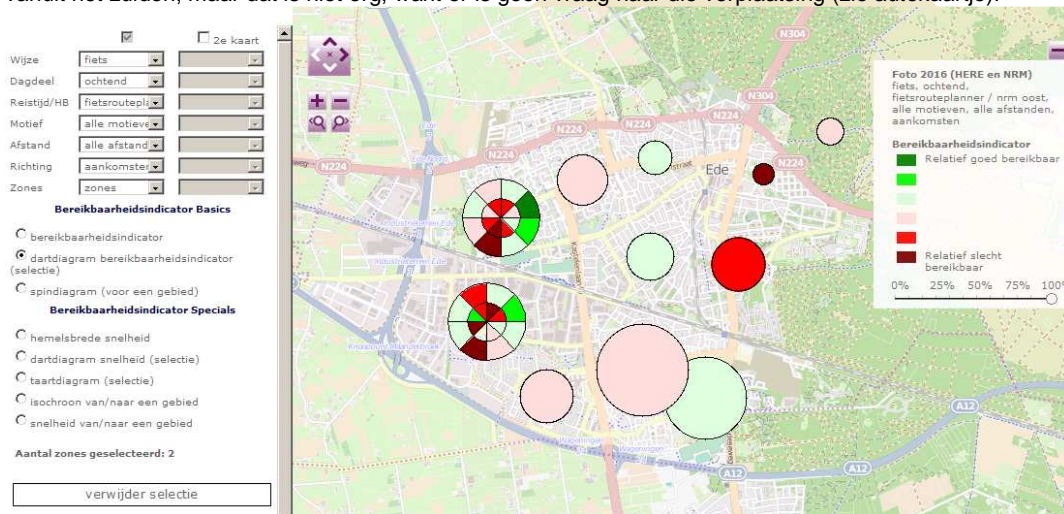 vanuit het zuiden, maar dat is niet erg, want er is geen vraag naar die verplaatsing (zie autokaartje).
2e kaart
Wijze fiets
Dagdeel ochtend
Reistijd/HB fietsroutepla
Motief alle motieve
Afstand alle afstand
Richting aankomsten
Zones zones
Bereikbaarheidsindicator Basics
bereikbaarheidsindicator
dartdiagram bereikbaarheidsindicator
(selectie)
spindiagram (voor een gebied)
Bereikbaarheidsindicator Specials
hemelsbrede snelheid
dartdiagram snelheid (selectie)
taartdiagram (selectie)
isochroon van/naar een gebied
snelheid van/naar een gebied
Aantal zones geselecteerd: 2
verwijder selectie
N304
N304
N224
N224
N224
N224
Ede
A12
A12
A12
Wageningen
Foto 2016 (HERE en NRM)
fiets, ochtend,
fietsrouteplanner / nrm oost,
alle motieven, alle afstanden,
aankomsten
Bereikbaarheidsindicator
Relatief goed bereikbaar
Relatief slecht
bereikbaar
0% 25% 50% 75% 100%